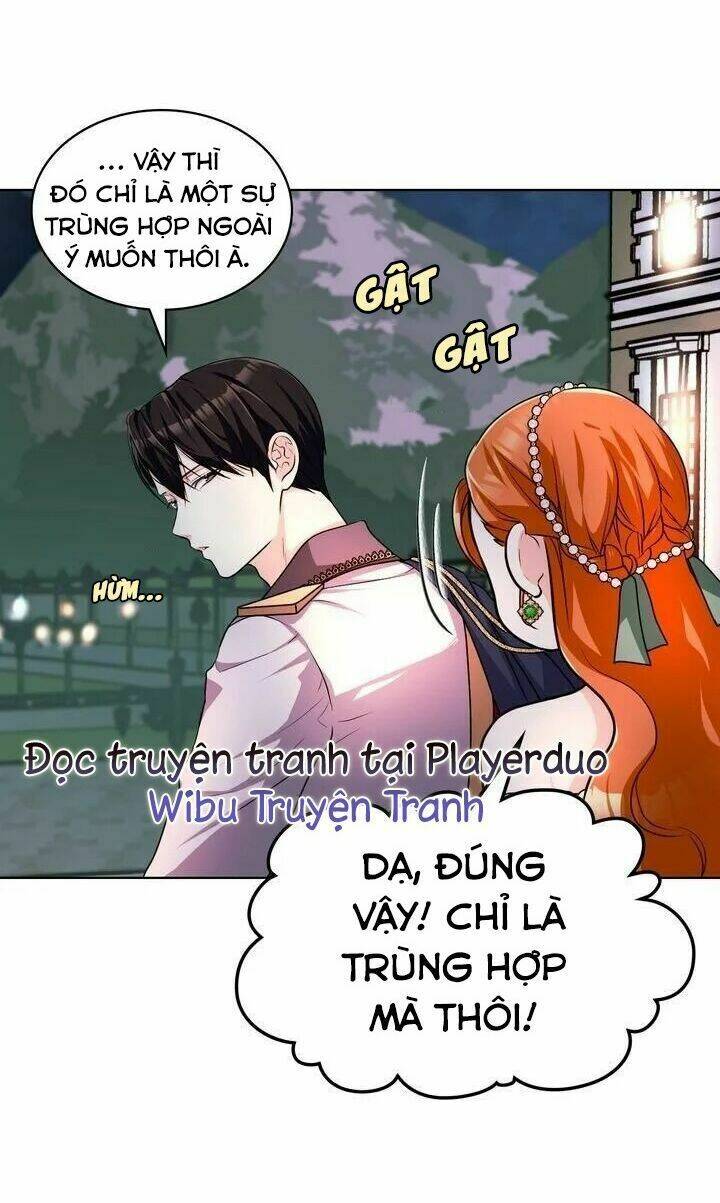 ... VẬY THÌ
ĐÓ CHỈ LÀ MỘT SỰ
TRÙNG HỢP NGOÀI
Ý MUỐN THÔI À.
GẬT
GẬT
HỪM...
Đọc truyện tranh tại Playerduo
Wibu Truyện Tranh
DẠ, ĐÚNG
VẬY! CHỈ LÀ
TRÙNG HỢP
MÀ THÔI!